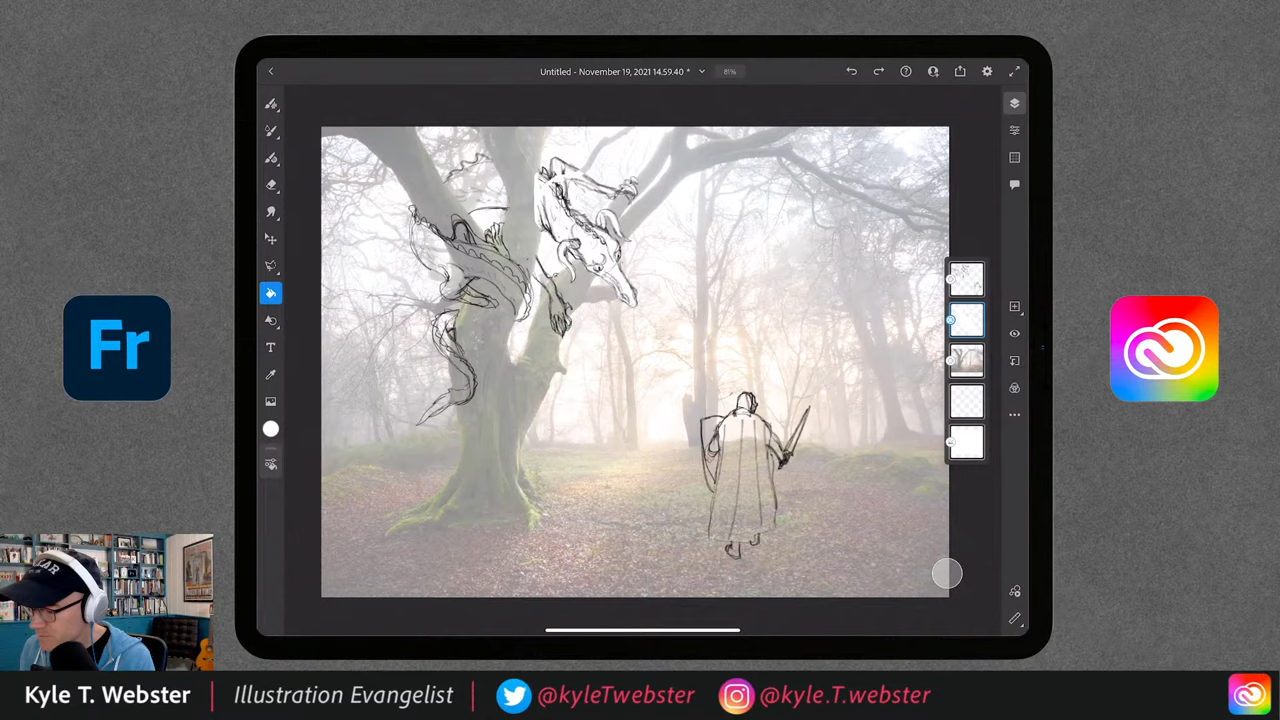 Untitled - November 19, 2021 14.59.40 *
81%
T
Fr
Kyle T. Webster | Illustration Evangelist | @kyleTwebster @kyle.T.webster